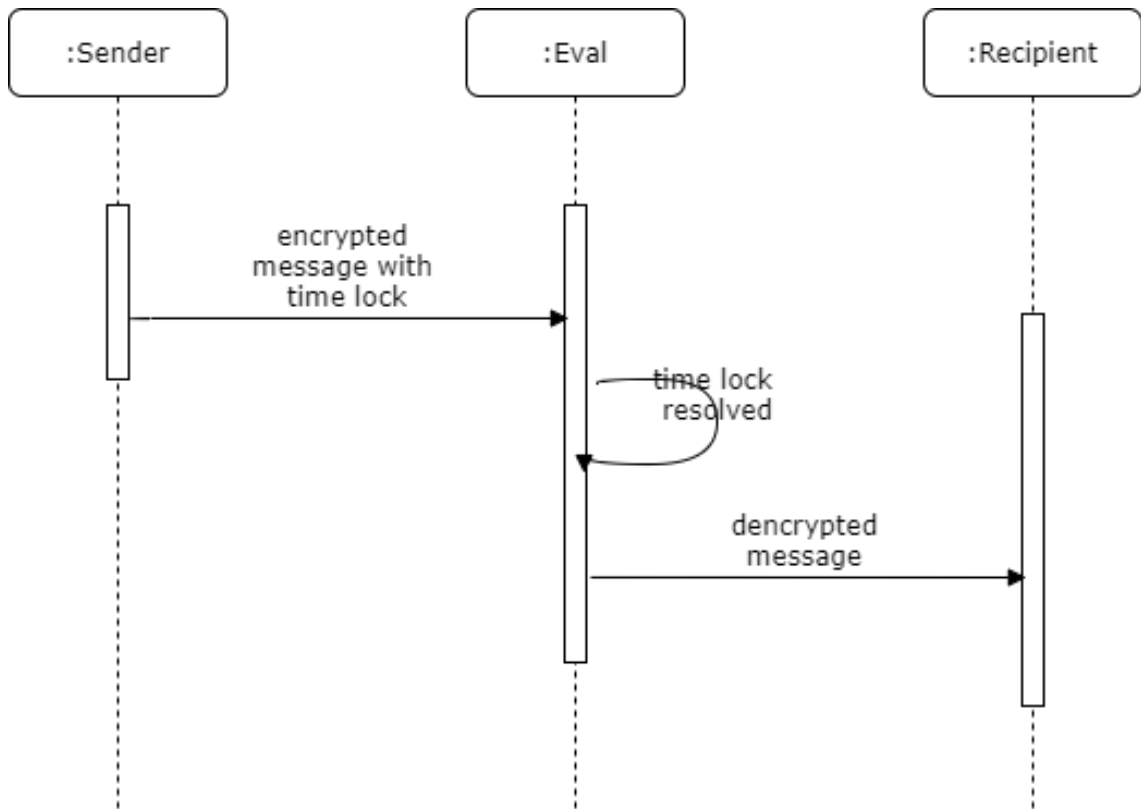 :Sender
:Eval
:Recipient
encrypted
message with
time lock
time lock
resolved
dencrypted
message